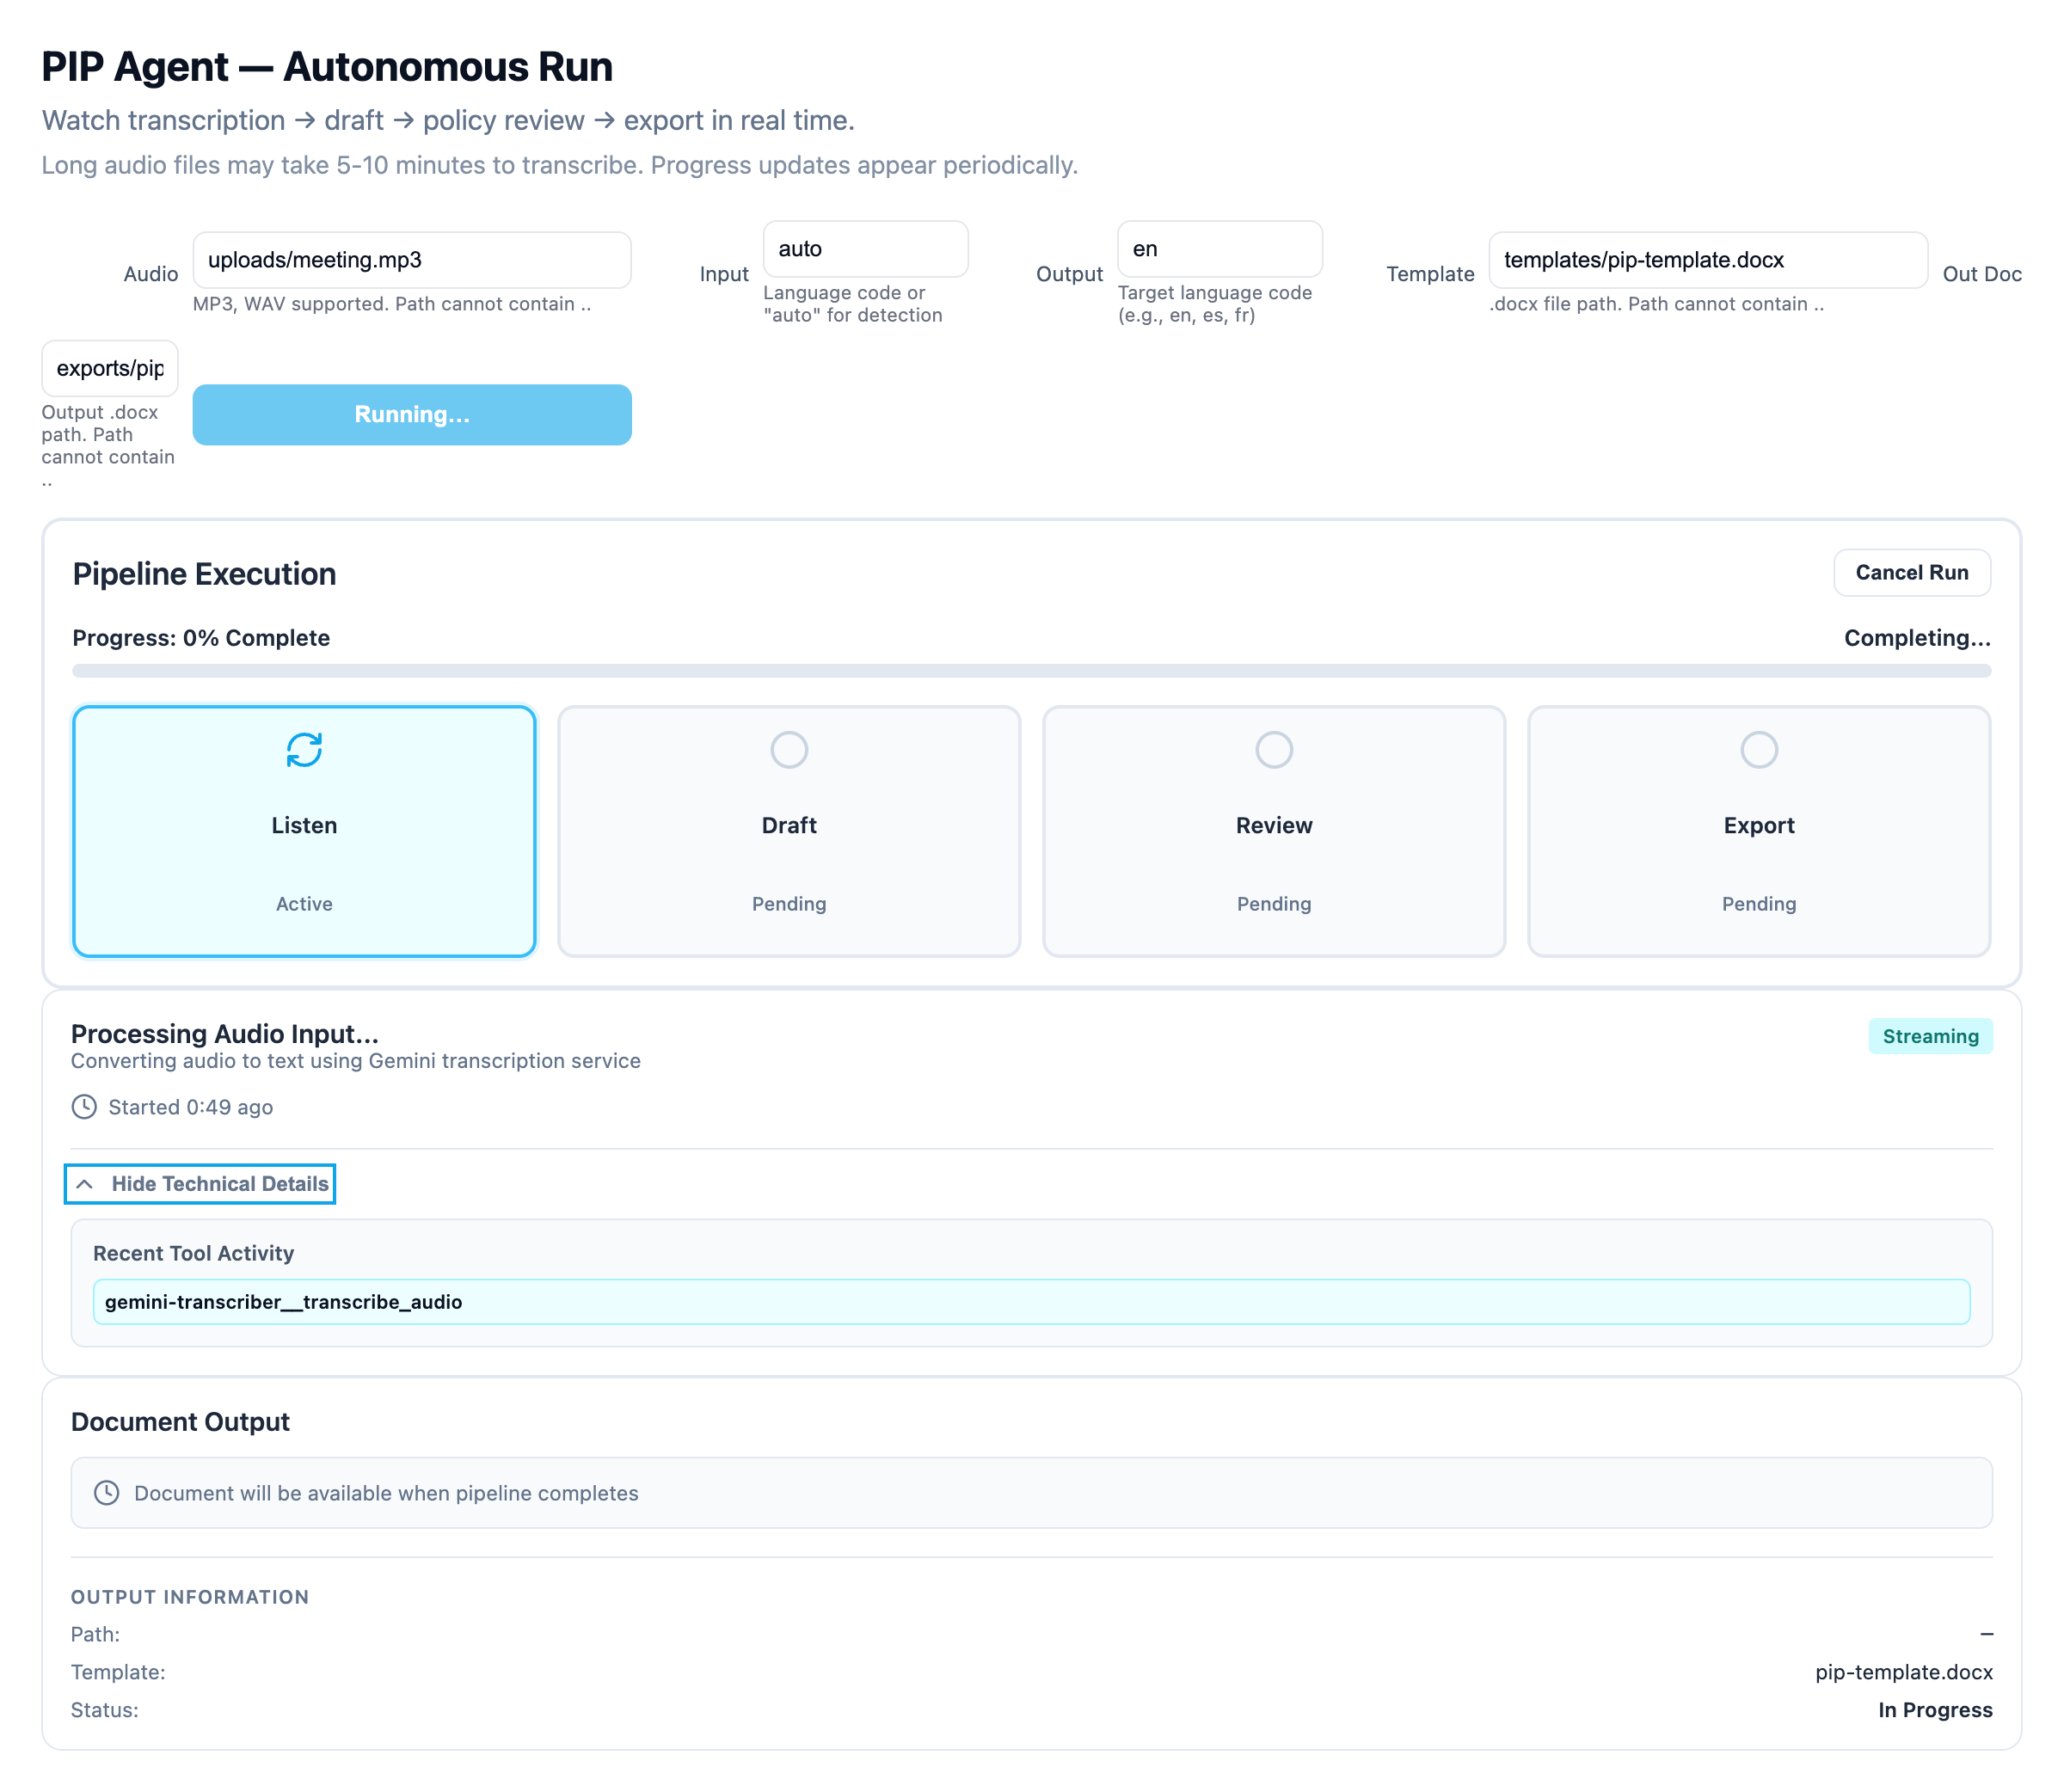 PIP Agent — Autonomous Run
Watch transcription → draft → policy review → export in real time.
Long audio files may take 5-10 minutes to transcribe. Progress updates appear periodically.
Audio
uploads/meeting.mp3
MP3, WAV supported. Path cannot contain ..
Input
auto
Language code or
"auto" for detection
Output
en
Target language code
(e.g., en, es, fr)
Template
templates/pip-template.docx
.docx file path. Path cannot contain ..
Out Doc
exports/pip
Output .docx
path. Path
cannot contain
..
Running...
Pipeline Execution
Cancel Run
Progress: 0% Complete
Completing...
Listen
Active
Draft
Pending
Review
Pending
Export
Pending
Processing Audio Input...
Streaming
Converting audio to text using Gemini transcription service
Started 0:49 ago
Hide Technical Details
Recent Tool Activity
gemini-transcriber__transcribe_audio
Document Output
Document will be available when pipeline completes
OUTPUT INFORMATION
Path: —
Template: pip-template.docx
Status: In Progress